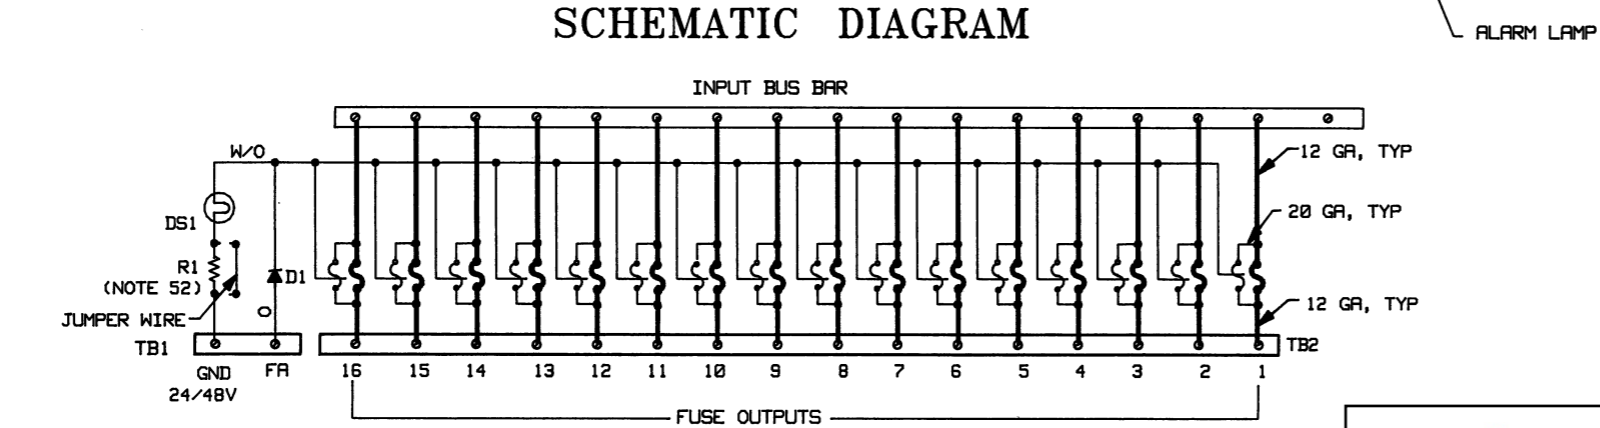 SCHEMATIC DIAGRAM
ALARM LAMP
INPUT BUS BAR
W/O
12 GA, TYP
20 GA, TYP
DS1
R1
(NOTE 52)
D1
O
12 GA, TYP
JUMPER WIRE
TB1
TB2
GND
FA
16 15 14 13 12 11 10 9 8 7 6 5 4 3 2 1
24/48V
FUSE OUTPUTS